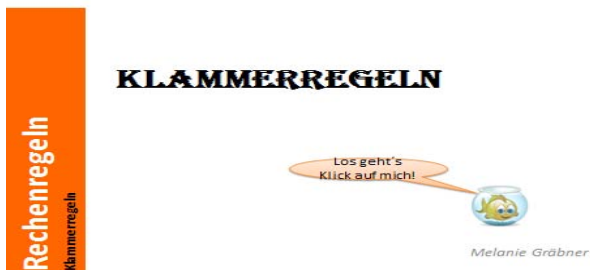 KLAMMERREGELN
Rechenregeln
Klammerregeln
Los geht´s
Klick auf mich!
Melanie Gräbner